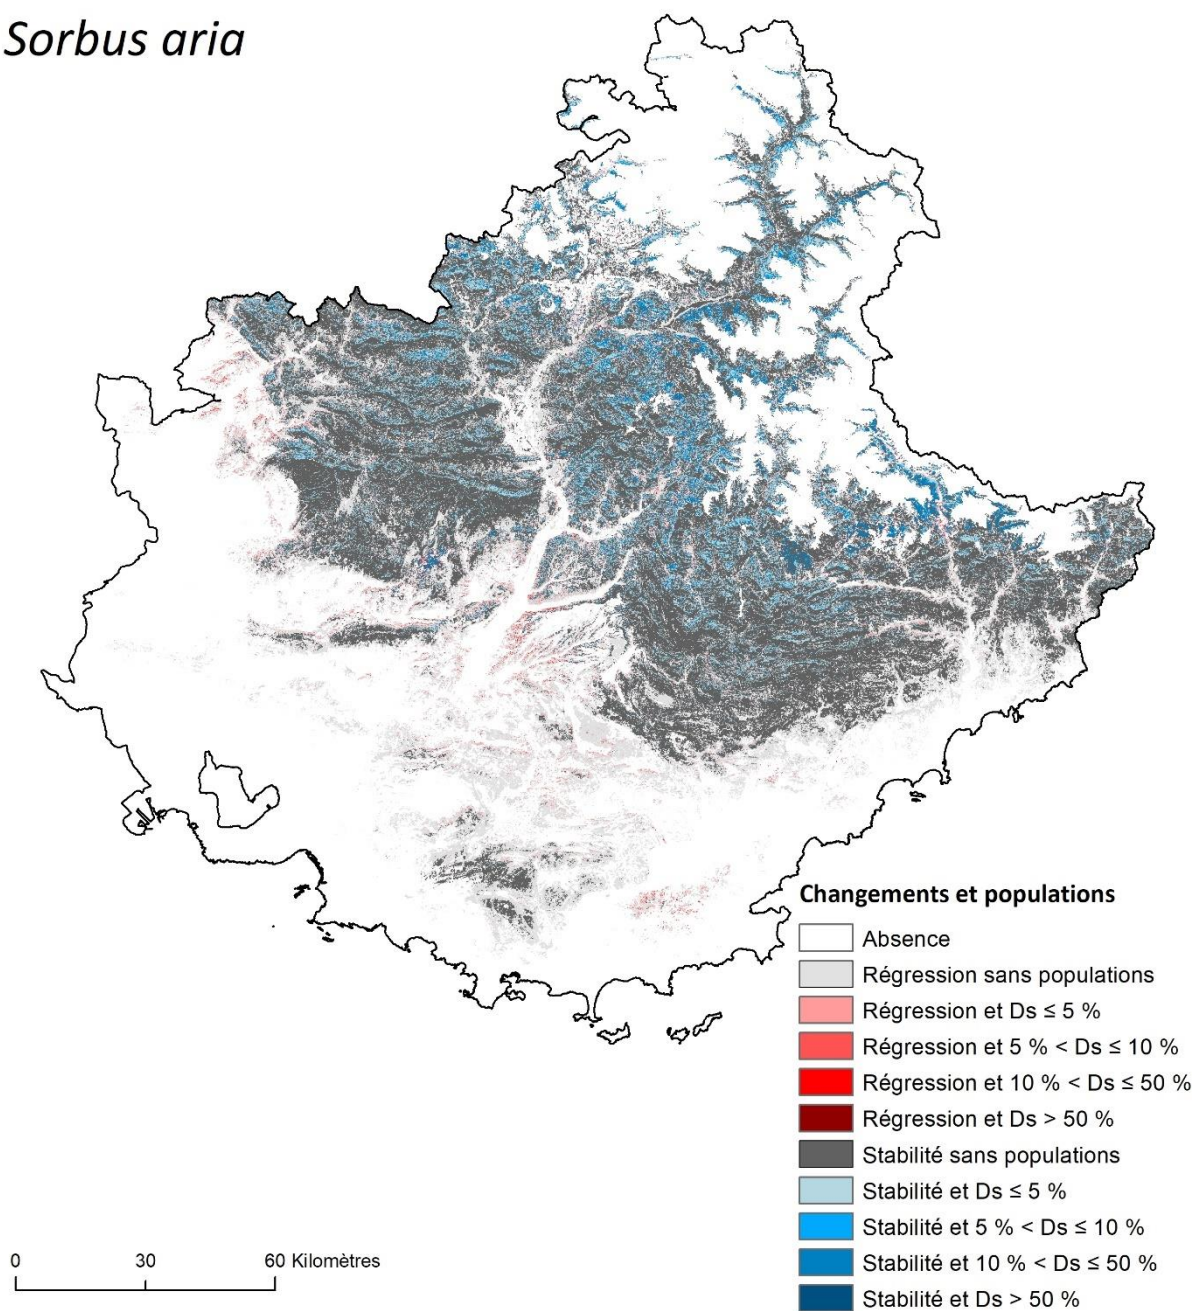 Sorbus aria
Changements et populations
Absence
Régression sans populations
Régression et Ds ≤ 5 %
Régression et 5 % < Ds ≤ 10 %
Régression et 10 % < Ds ≤ 50 %
Régression et Ds > 50 %
Stabilité sans populations
Stabilité et Ds ≤ 5 %
Stabilité et 5 % < Ds ≤ 10 %
Stabilité et 10 % < Ds ≤ 50 %
Stabilité et Ds > 50 %
0 30 60 Kilomètres